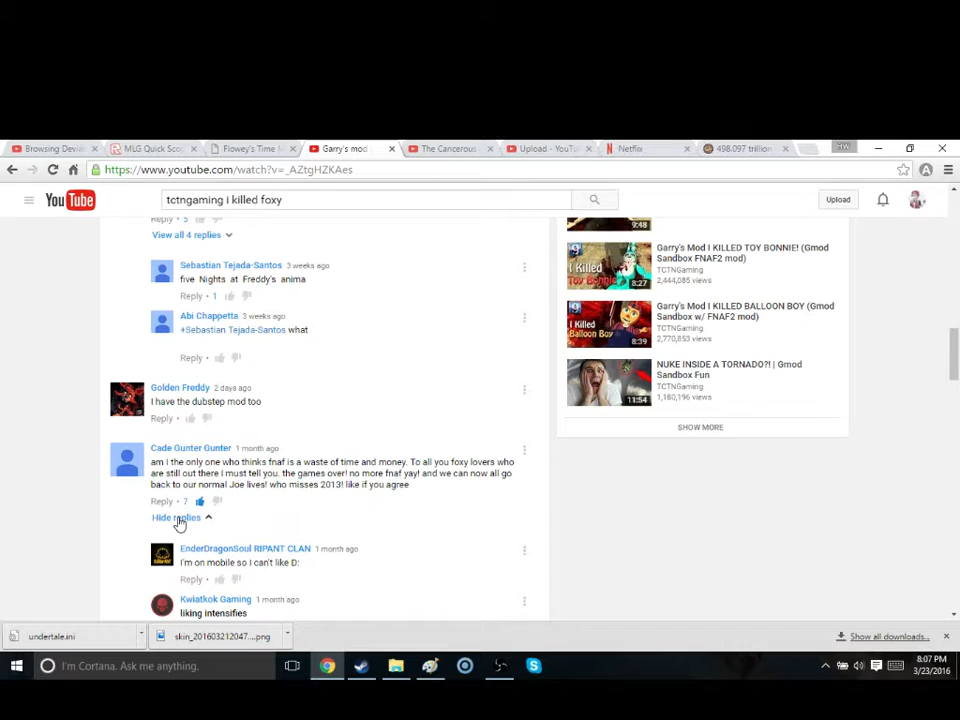 Browsing Devia
MLG Quick Sco
Flowey's Time M
Garry's mod
The Cancerous
Upload - YouTu
Netflix
498.097 trillion
HW
https://www.youtube.com/watch?v=_AZtgHZKAes
YouTube
tctngaming i killed foxy
Upload
Reply • 5
View all 4 replies
Sebastian Tejada-Santos 3 weeks ago
five Nights at Freddy's anima
Reply • 1
Abi Chappetta 3 weeks ago
+Sebastian Tejada-Santos what
Reply •
Golden Freddy 2 days ago
I have the dubstep mod too
Reply •
Cade Gunter Gunter 1 month ago
am I the only one who thinks fnaf is a waste of time and money. To all you foxy lovers who
are still out there I must tell you. the games over! no more fnaf yay! and we can now all go
back to our normal Joe lives! who misses 2013! like if you agree
Reply • 7
Hide replies
EnderDragonSoul RIPANT CLAN 1 month ago
I'm on mobile so I can't like D:
Reply •
Kwiatkok Gaming 1 month ago
liking intensifies
9:48
I Killed
Toy Bonnie
8:27
Garry's Mod I KILLED TOY BONNIE! (Gmod
Sandbox FNAF2 mod)
TCTNGaming
2,444,085 views
I Killed
Balloon Boy
8:39
Garry's Mod I KILLED BALLOON BOY (Gmod
Sandbox w/ FNAF2 mod)
TCTNGaming
2,770,853 views
11:54
NUKE INSIDE A TORNADO?! | Gmod
Sandbox Fun
TCTNGaming
1,180,196 views
SHOW MORE
undertale.ini
skin_201603212047....png
Show all downloads...
I'm Cortana. Ask me anything.
8:07 PM
3/23/2016